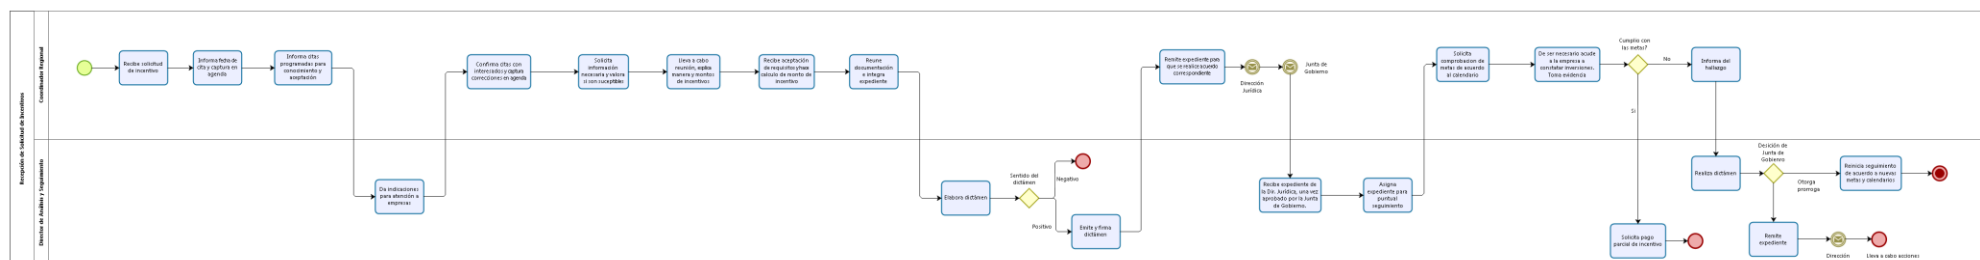 Recepción de Solicitud de Incentivos
Coordinador Regional
Recibe solicitud
de incentivo
Informa fecha de
cita y captura en
agenda
Informa citas
programadas para
conocimiento y
aceptación
Confirma citas con
interesados y captura
correcciones en agenda
Solicita
información
necesaria y valora
si son suceptibles
Lleva a cabo
reunión, explica
manera y montos
de incentivos
Recibe aceptación
de requisitos y hace
calculo de monto de
incentivo
Reune
documentación
e integra
expediente
Remite expediente para
que se realice acuerdo
correspondiente
Dirección
Jurídica
Junta de
Gobierno
Solicita
comprobacion de
metas de acuerdo
al calendario
De ser necesario acude
a la empresa a
constatar inversiones.
Toma evidencia
Cumplio con
las metas?
No
Si
Informa del
hallazgo
Director de Análisis y Seguimiento
Da indicaciones
para atención a
empresas
Elabora dictámen
Sentido del
dictámen
Negativo
Positivo
Emite y firma
dictámen
Recibe expediente de
la Dir. Jurídica, una vez
aprobado por la Junta
de Gobierno.
Asigna
expediente para
puntual
seguimiento
Solicita pago
parcial de incentivo
Realiza dictámen
Desición de
Junta de
Gobierno
Otorga
prorroga
Reinicia seguimiento
de acuerdo a nuevas
metas y calendarios
Remite
expediente
Dirección
Lleva a cabo acciones